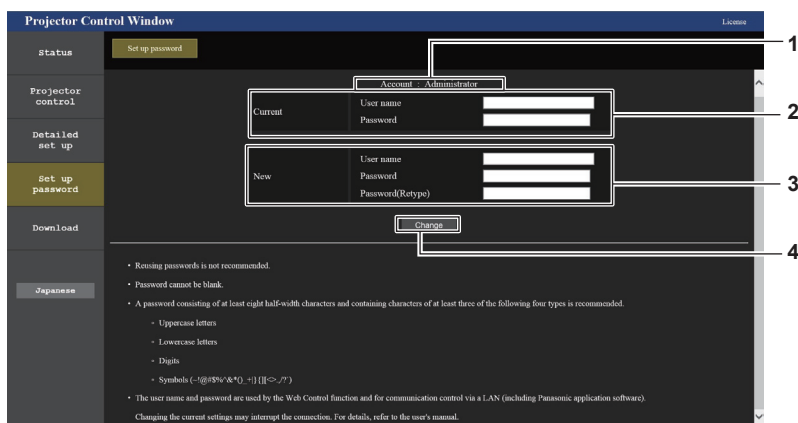 Projector Control Window
License
Status
Set up password
1
Account : Administrator
Projector control
Current
User name
Password
2
Detailed set up
New
User name
Password
Password(Retype)
3
Set up password
Change
4
Download
• Reusing passwords is not recommended.
• Password cannot be blank.
Japanese
• A password consisting of at least eight half-width characters and containing characters of at least three of the following four types is recommended.
Uppercase letters
Lowercase letters
Digits
Symbols
• The user name and password are used by the Web Control function and for communication control via a LAN (including Panasonic application software).
Changing the current settings may interrupt the connection. For details, refer to the user's manual.